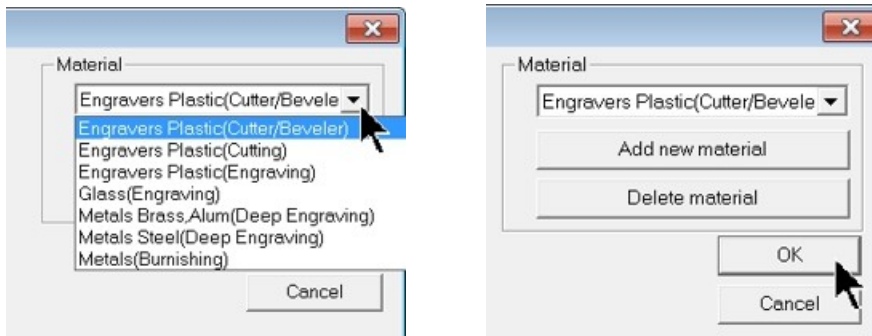 Material
Engravers Plastic(Cutter/Bevele
Engravers Plastic(Cutter/Beveler)
Engravers Plastic(Cutting)
Engravers Plastic(Engraving)
Glass(Engraving)
Metals Brass,Alum(Deep Engraving)
Metals Steel(Deep Engraving)
Metals(Burnishing)
Cancel
Material
Engravers Plastic(Cutter/Bevele
Add new material
Delete material
OK
Cancel